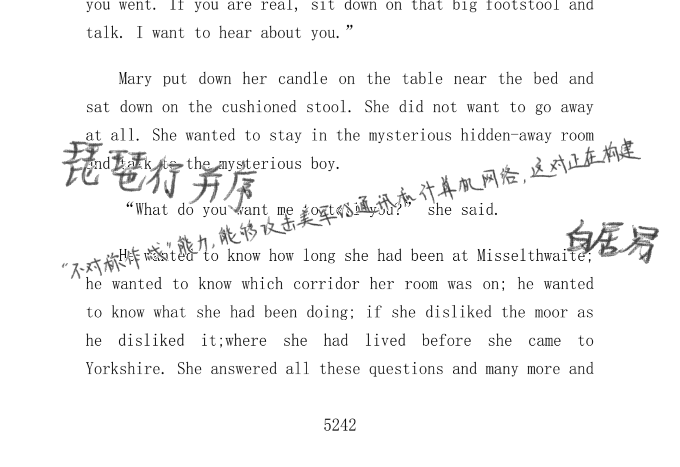 you went. If you are real, sit down on that big footstool and
talk. I want to hear about you.”
Mary put down her candle on the table near the bed and
sat down on the cushioned stool. She did not want to go away
at all. She wanted to stay in the mysterious hidden-away room
and talk to the mysterious boy.
琵琶行 并序
“What do you want me to tell you?” she said.
“不对称作战”能力，能够攻击美军的通讯和计算机网络，这对正在构建
白居易
He wanted to know how long she had been at Misselthwaite;
he wanted to know which corridor her room was on; he wanted
to know what she had been doing; if she disliked the moor as
he disliked it;where she had lived before she came to
Yorkshire. She answered all these questions and many more and
5242